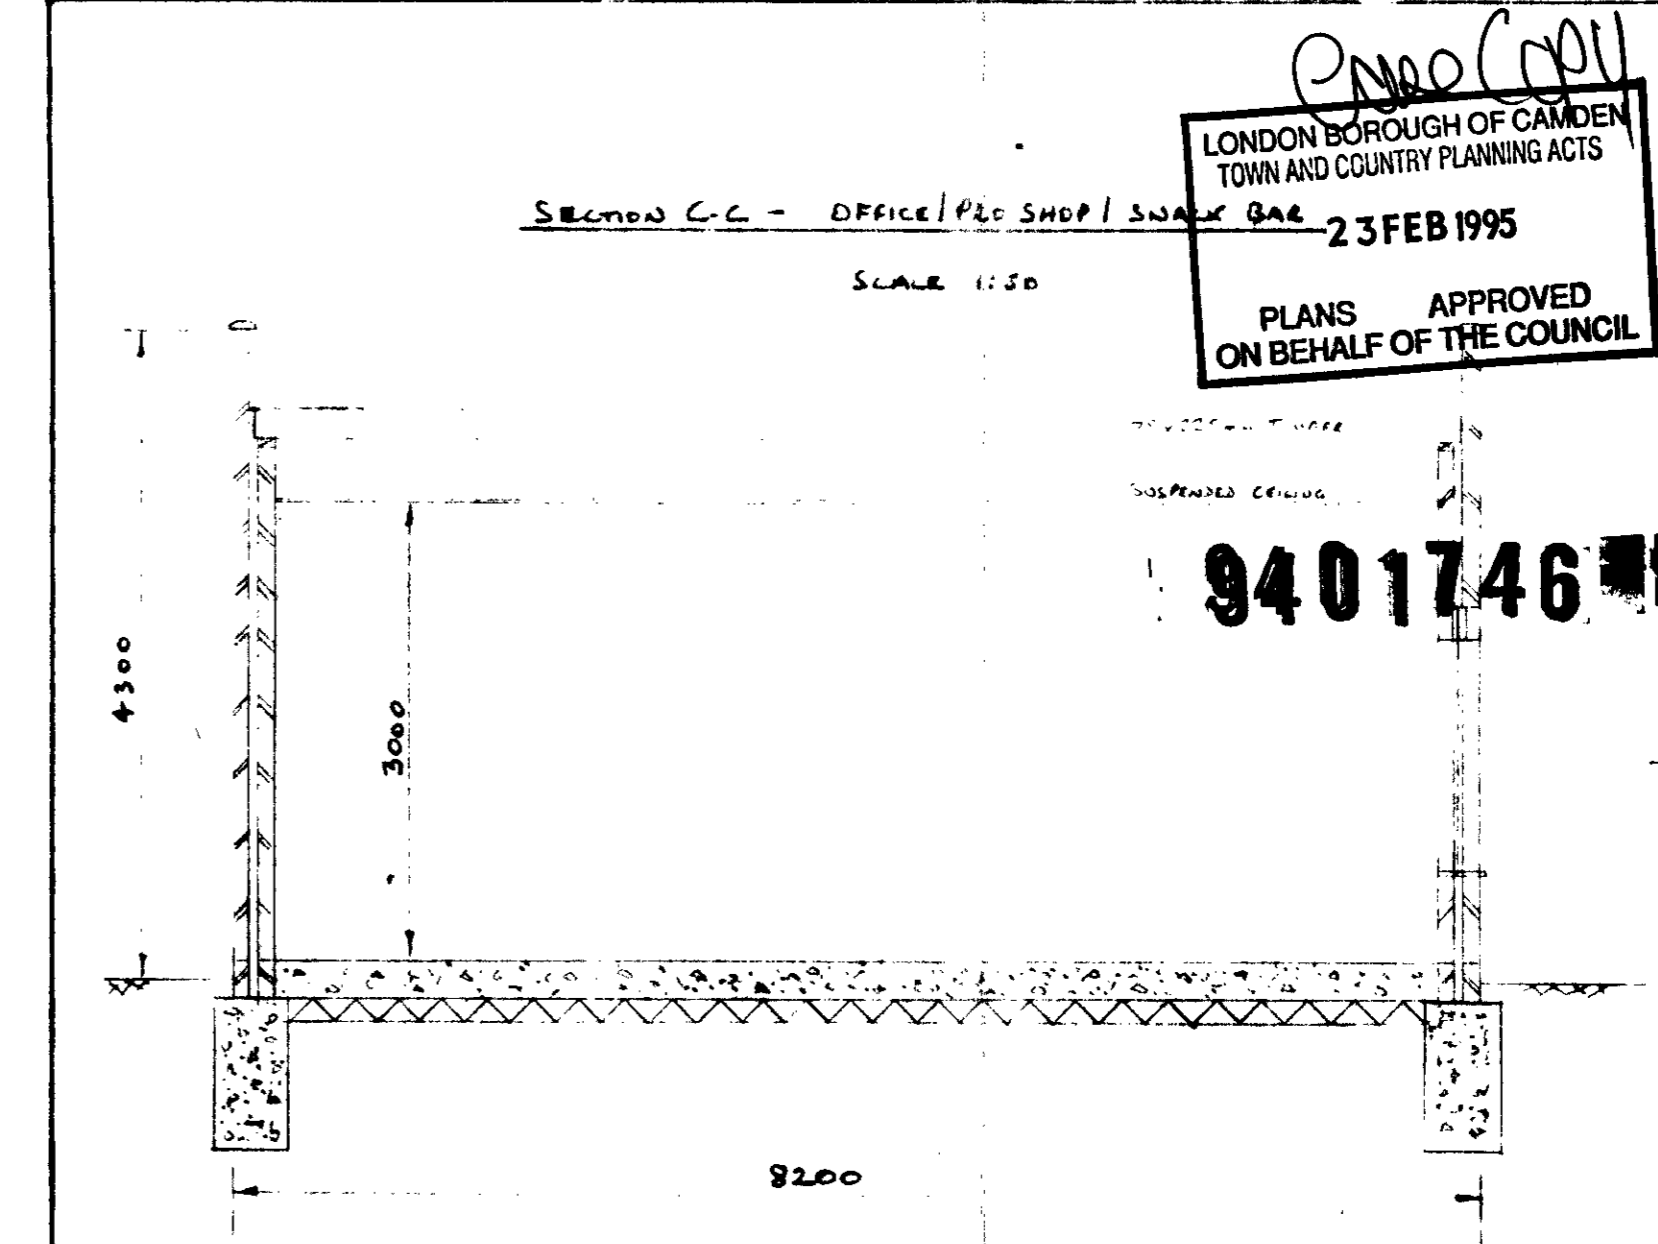 Copy
LONDON BOROUGH OF CAMDEN
TOWN AND COUNTRY PLANNING ACTS
23 FEB 1995
PLANS APPROVED
ON BEHALF OF THE COUNCIL
SECTION C-C - OFFICE/PRO SHOP/ SNACK BAR
SCALE 1:50
SUSPENDED CEILING
9401746
4300
3000
8200